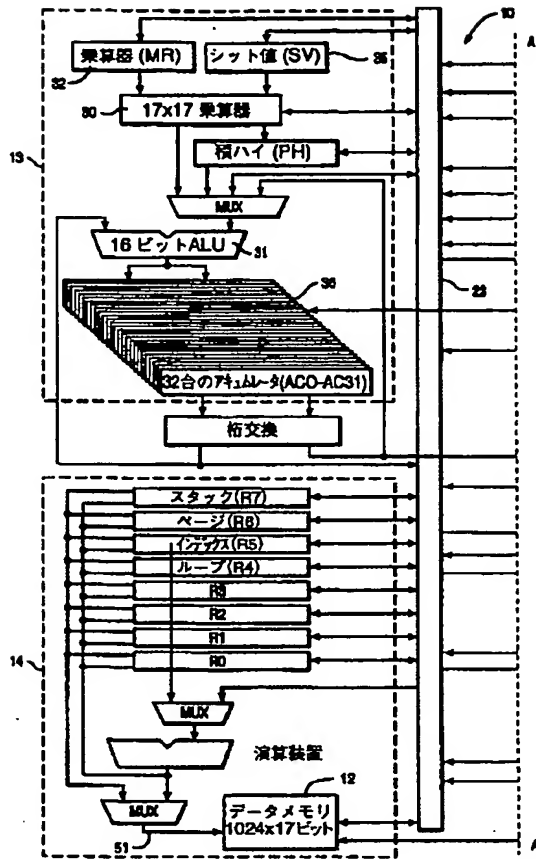 10
A
乗算器 (MR)
シット値 (SV)
32
35
30
17x17 乗算器
積ハイ (PH)
13
MUX
16 ビットALU
31
36
22
32台のアキュムレータ(AC0-AC31)
桁交換
スタック(R7)
ページ(R6)
インデックス(R5)
ループ(R4)
R3
R2
R1
R0
14
MUX
演算装置
12
MUX
データメモリ
1024x17ビット
51
A